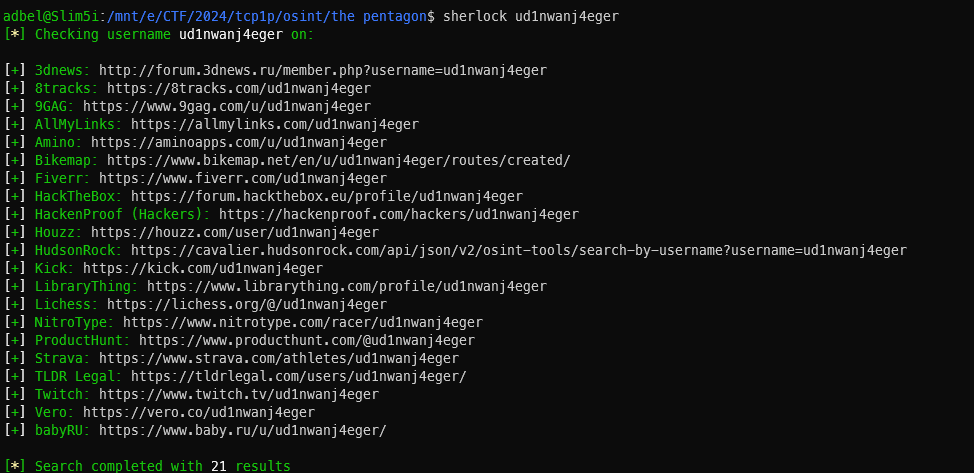 adbel@Slim5i:/mnt/e/CTF/2024/tcp1p/osint/the pentagon$ sherlock ud1nwanj4eger
[*] Checking username ud1nwanj4eger on:
[+] 3dnews: http://forum.3dnews.ru/member.php?username=ud1nwanj4eger
[+] 8tracks: https://8tracks.com/ud1nwanj4eger
[+] 9GAG: https://www.9gag.com/u/ud1nwanj4eger
[+] AllMyLinks: https://allmylinks.com/ud1nwanj4eger
[+] Amino: https://aminoapps.com/u/ud1nwanj4eger
[+] Bikemap: https://www.bikemap.net/en/u/ud1nwanj4eger/routes/created/
[+] Fiverr: https://www.fiverr.com/ud1nwanj4eger
[+] HackTheBox: https://forum.hackthebox.eu/profile/ud1nwanj4eger
[+] HackenProof (Hackers): https://hackenproof.com/hackers/ud1nwanj4eger
[+] Houzz: https://houzz.com/user/ud1nwanj4eger
[+] HudsonRock: https://cavalier.hudsonrock.com/api/json/v2/osint-tools/search-by-username?username=ud1nwanj4eger
[+] Kick: https://kick.com/ud1nwanj4eger
[+] LibraryThing: https://www.librarything.com/profile/ud1nwanj4eger
[+] Lichess: https://lichess.org/@/ud1nwanj4eger
[+] NitroType: https://www.nitrotype.com/racer/ud1nwanj4eger
[+] ProductHunt: https://www.producthunt.com/@ud1nwanj4eger
[+] Strava: https://www.strava.com/athletes/ud1nwanj4eger
[+] TLDR Legal: https://tldrlegal.com/users/ud1nwanj4eger/
[+] Twitch: https://www.twitch.tv/ud1nwanj4eger
[+] Vero: https://vero.co/ud1nwanj4eger
[+] babyRU: https://www.baby.ru/u/ud1nwanj4eger/
[*] Search completed with 21 results